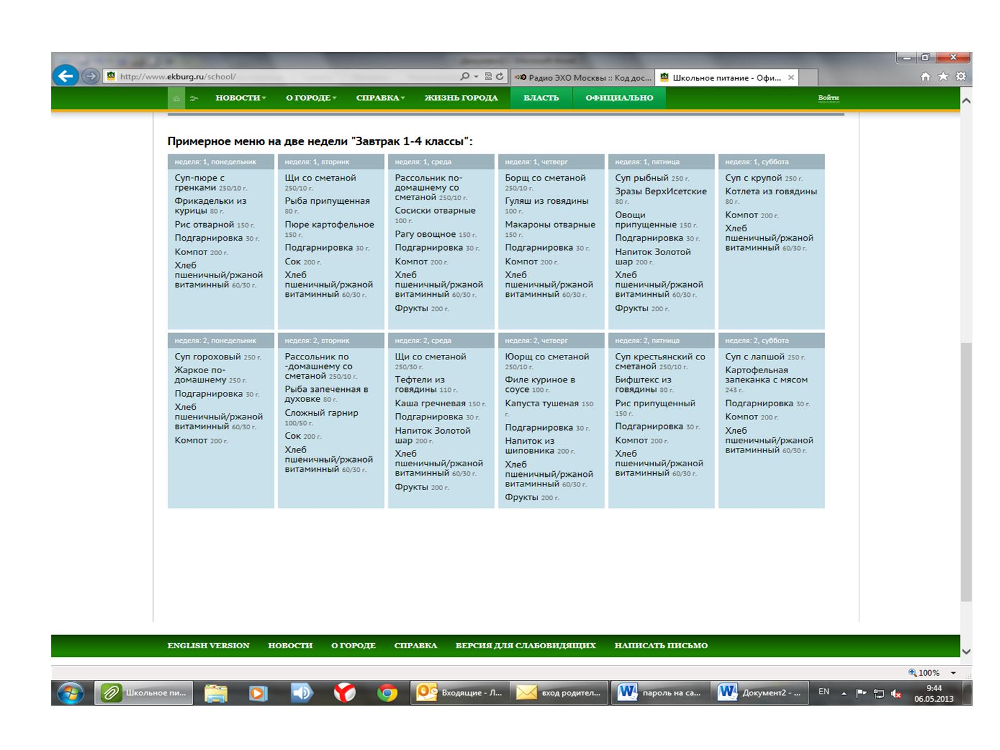 http://www.ekburg.ru/school/
Радио ЭХО Москвы :: Код дос...
Школьное питание - Офи...
НОВОСТИ
О ГОРОДЕ
СПРАВКА
ЖИЗНЬ ГОРОДА
ВЛАСТЬ
ОФИЦИАЛЬНО
Войти
Примерное меню на две недели "Завтрак 1-4 классы":
неделя: 1, понедельник
Суп-пюре с
гренками 250/10 г.
Фрикадельки из
курицы 80 г.
Рис отварной 150 г.
Подгарнировка 30 г.
Компот 200 г.
Хлеб
пшеничный/ржаной
витаминный 60/30 г.
неделя: 1, вторник
Щи со сметаной
250/10 г.
Рыба припущенная
80 г.
Пюре картофельное
150 г.
Подгарнировка 30 г.
Сок 200 г.
Хлеб
пшеничный/ржаной
витаминный 60/30 г.
неделя: 1, среда
Рассольник по-
домашнему со
сметаной 250/10 г.
Сосиски отварные
100 г.
Рагу овощное 150 г.
Подгарнировка 30 г.
Компот 200 г.
Хлеб
пшеничный/ржаной
витаминный 60/30 г.
Фрукты 200 г.
неделя: 1, четверг
Борщ со сметаной
250/10 г.
Гуляш из говядины
100 г.
Макароны отварные
150 г.
Подгарнировка 30 г.
Компот 200 г.
Хлеб
пшеничный/ржаной
витаминный 60/30 г.
неделя: 1, пятница
Суп рыбный 250 г.
Зразы ВерхИсетские
80 г.
Овощи
припущенные 150 г.
Подгарнировка 30 г.
Напиток Золотой
шар 200 г.
Хлеб
пшеничный/ржаной
витаминный 60/30 г.
Фрукты 200 г.
неделя: 1, суббота
Суп с крупой 250 г.
Котлета из говядины
80 г.
Компот 200 г.
Хлеб
пшеничный/ржаной
витаминный 60/30 г.
неделя: 2, понедельник
Суп гороховый 250 г.
Жаркое по-
домашнему 250 г.
Подгарнировка 30 г.
Хлеб
пшеничный/ржаной
витаминный 60/30 г.
Компот 200 г.
неделя: 2, вторник
Рассольник по
-домашнему со
сметаной 250/10 г.
Рыба запеченная в
духовке 80 г.
Сложный гарнир
100/50 г.
Сок 200 г.
Хлеб
пшеничный/ржаной
витаминный 60/30 г.
неделя: 2, среда
Щи со сметаной
250/30 г.
Тефтели из
говядины 110 г.
Каша гречневая 150 г.
Подгарнировка 30 г.
Напиток Золотой
шар 200 г.
Хлеб
пшеничный/ржаной
витаминный 60/30 г.
Фрукты 200 г.
неделя: 2, четверг
Юорщ со сметаной
250/10 г.
Филе куриное в
соусе 100 г.
Капуста тушеная 150
г.
Подгарнировка 30 г.
Напиток из
шиповника 200 г.
Хлеб
пшеничный/ржаной
витаминный 60/30 г.
Фрукты 200 г.
неделя: 2, пятница
Суп крестьянский со
сметаной 250/10 г.
Бифштекс из
говядины 80 г.
Рис припущенный
150 г.
Подгарнировка 30 г.
Компот 200 г.
Хлеб
пшеничный/ржаной
витаминный 60/30 г.
неделя: 2, суббота
Суп с лапшой 250 г.
Картофельная
запеканка с мясом
243 г.
Подгарнировка 30 г.
Компот 200 г.
Хлеб
пшеничный/ржаной
витаминный 60/30 г.
ENGLISH VERSION
НОВОСТИ
О ГОРОДЕ
СПРАВКА
ВЕРСИЯ ДЛЯ СЛАБОВИДЯЩИХ
НАПИСАТЬ ПИСЬМО
100%
Школьное пи...
Входящие - Л...
вход родител...
пароль на са...
Документ2 - ...
EN
9:44
06.05.2013